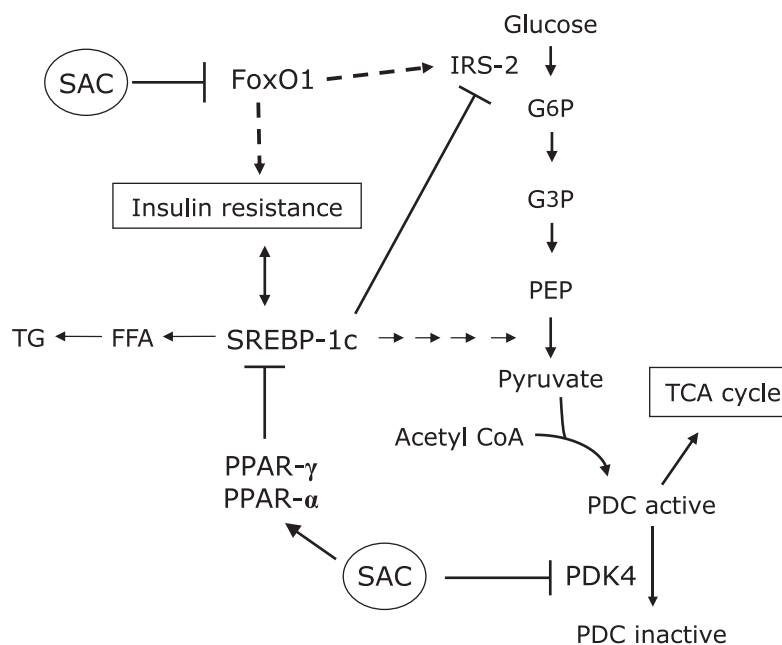 Glucose
SAC
FoxO1
IRS-2
G6P
Insulin resistance
G3P
PEP
TG
FFA
SREBP-1c
Pyruvate
TCA cycle
Acetyl CoA
PPAR-γ
PPAR-α
PDC active
SAC
PDK4
PDC inactive